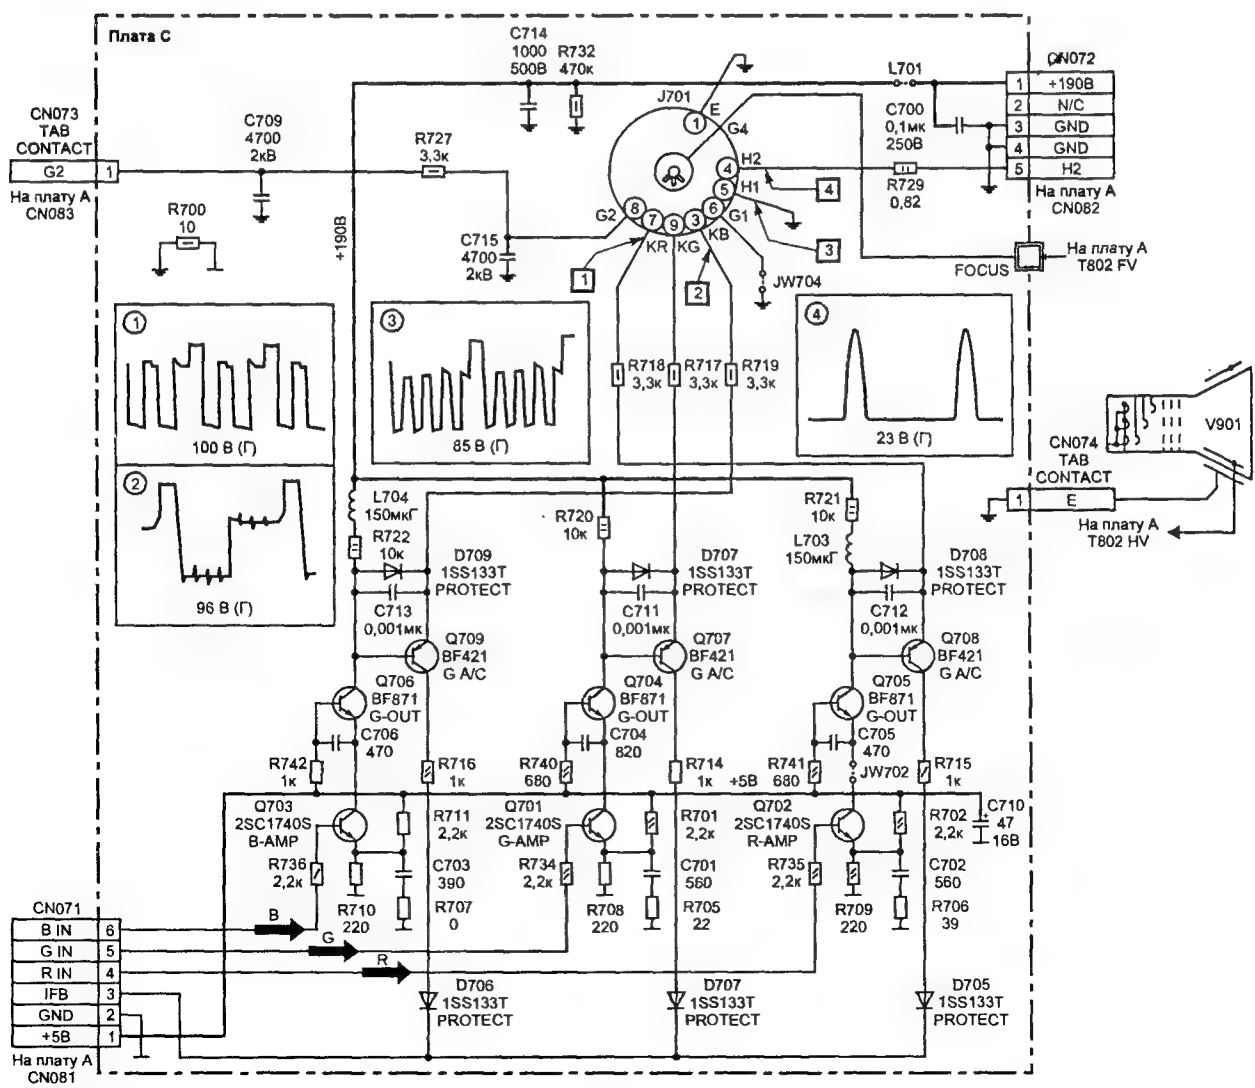 Плата С
C714
1000
500В
R732
470к
L701
CN072
1 +190В
2 N/C
3 GND
4 GND
5 H2
На плату А
CN082
CN073
TAB
CONTACT
G2 1
На плату А
CN083
C709
4700
2кВ
R727
3,3к
J701
E
G4
1
C700
0,1мк
250В
H2
4
H1
5
G1
6
G2
8
7
9
3
KR
KG
KB
4
R729
0,82
R700
10
+190В
C715
4700
2кВ
1
2
3
JW704
FOCUS
На плату А
T802 FV
1
100 В (Г)
2
96 В (Г)
3
85 В (Г)
4
23 В (Г)
R718
3,3к
R717
3,3к
R719
3,3к
V901
CN074
TAB
CONTACT
1 E
На плату А
T802 HV
L704
150мкГ
R722
10к
R720
10к
R721
10к
L703
150мкГ
D709
1SS133T
PROTECT
D707
1SS133T
PROTECT
D708
1SS133T
PROTECT
C713
0,001мк
C711
0,001мк
C712
0,001мк
Q709
BF421
G A/C
Q707
BF421
G A/C
Q708
BF421
G A/C
Q706
BF871
G-OUT
Q704
BF871
G-OUT
Q705
BF871
G-OUT
C706
470
C704
820
C705
470
JW702
R742
1к
R716
1к
R740
680
R714
1к
+5В
R741
680
R715
1к
Q703
2SC1740S
B-AMP
R711
2,2к
Q701
2SC1740S
G-AMP
R701
2,2к
Q702
2SC1740S
R-AMP
R702
2,2к
+
C710
47
16В
R736
2,2к
C703
390
R734
2,2к
C701
560
R735
2,2к
C702
560
R710
220
R707
0
R708
220
R705
22
R709
220
R706
39
CN071
B IN 6
G IN 5
R IN 4
IFB 3
GND 2
+5В 1
На плату А
CN081
B
G
R
D706
1SS133T
PROTECT
D707
1SS133T
PROTECT
D705
1SS133T
PROTECT